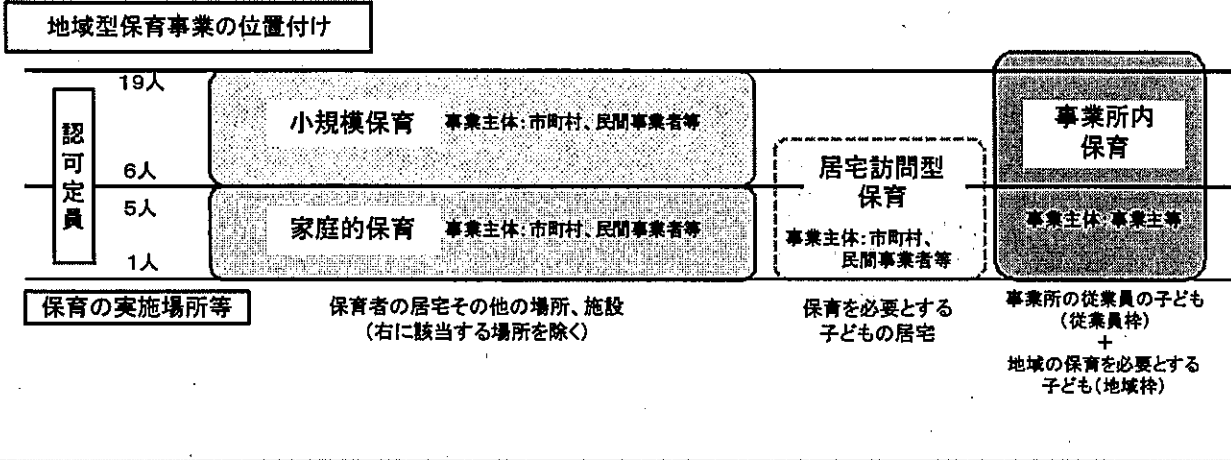 地域型保育事業の位置付け
認可定員
19人
6人
5人
1人
小規模保育 事業主体:市町村、民間事業者等
家庭的保育 事業主体:市町村、民間事業者等
居宅訪問型
保育
事業主体:市町村、
民間事業者等
事業所内
保育
事業主体:事業主等
保育の実施場所等
保育者の居宅その他の場所、施設
(右に該当する場所を除く)
保育を必要とする
子どもの居宅
事業所の従業員の子ども
(従業員枠)
+
地域の保育を必要とする
子ども(地域枠)